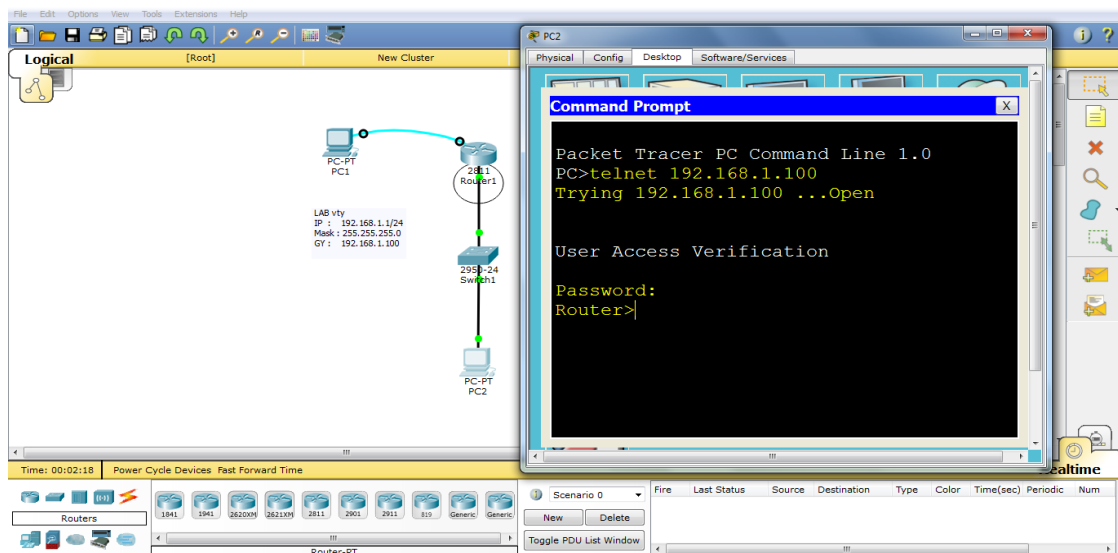 File Edit Options View Tools Extensions Help
Logical
[Root]
New Cluster
PC-PT
PC1
2811
Router1
LAB vty
IP : 192.168.1.1/24
Mask : 255.255.255.0
GY : 192.168.1.100
2950-24
Switch1
PC-PT
PC2
PC2
Physical Config Desktop Software/Services
Command Prompt X
Packet Tracer PC Command Line 1.0
PC>telnet 192.168.1.100
Trying 192.168.1.100 ...Open
User Access Verification
Password:
Router>
Time: 00:02:18 Power Cycle Devices Fast Forward Time
Realtime
Routers
1841 1941 2620XM 2621XM 2811 2901 2911 819 Generic Generic
Router-PT
Scenario 0
New Delete
Toggle PDU List Window
Fire Last Status Source Destination Type Color Time(sec) Periodic Num